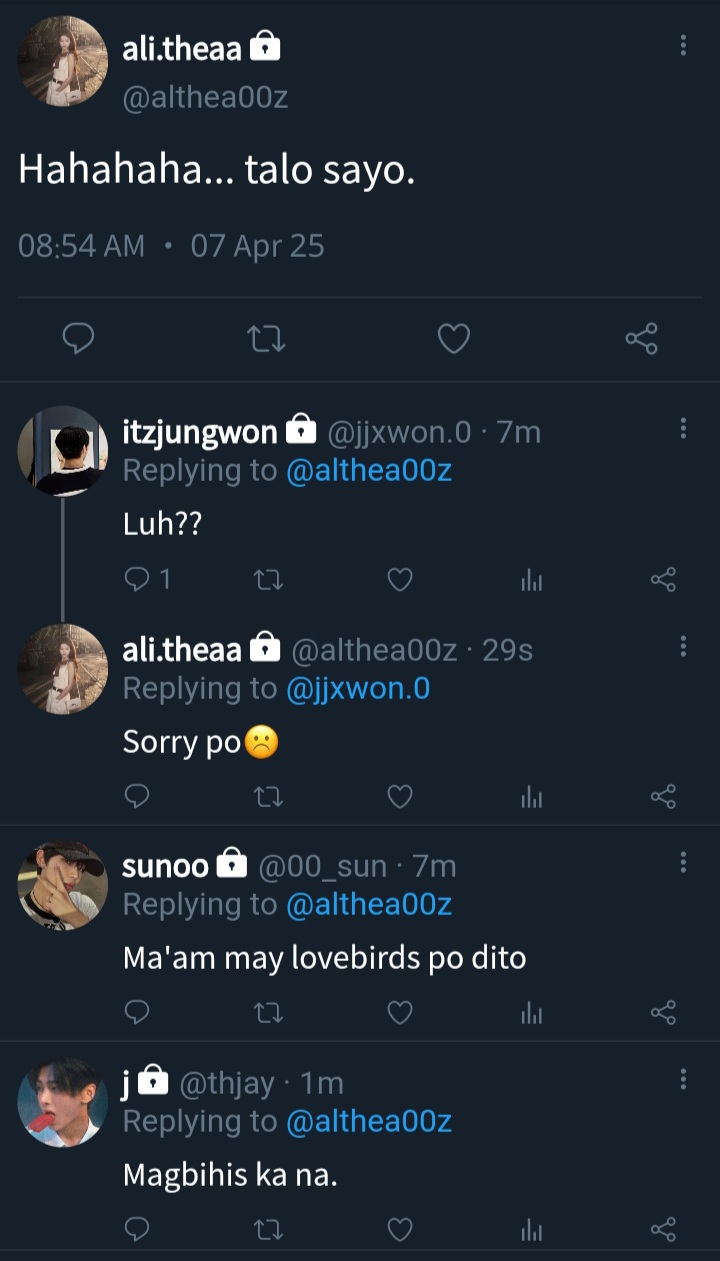 ali.theaa
@althea00z
Hahahaha... talo sayo.
08:54 AM • 07 Apr 25
itzjungwon @jjxwon.0 · 7m
Replying to @althea00z
Luh??
1
ali.theaa @althea00z · 29s
Replying to @jjxwon.0
Sorry po☹️
sunoo @00_sun · 7m
Replying to @althea00z
Ma'am may lovebirds po dito
j @thjay · 1m
Replying to @althea00z
Magbihis ka na.